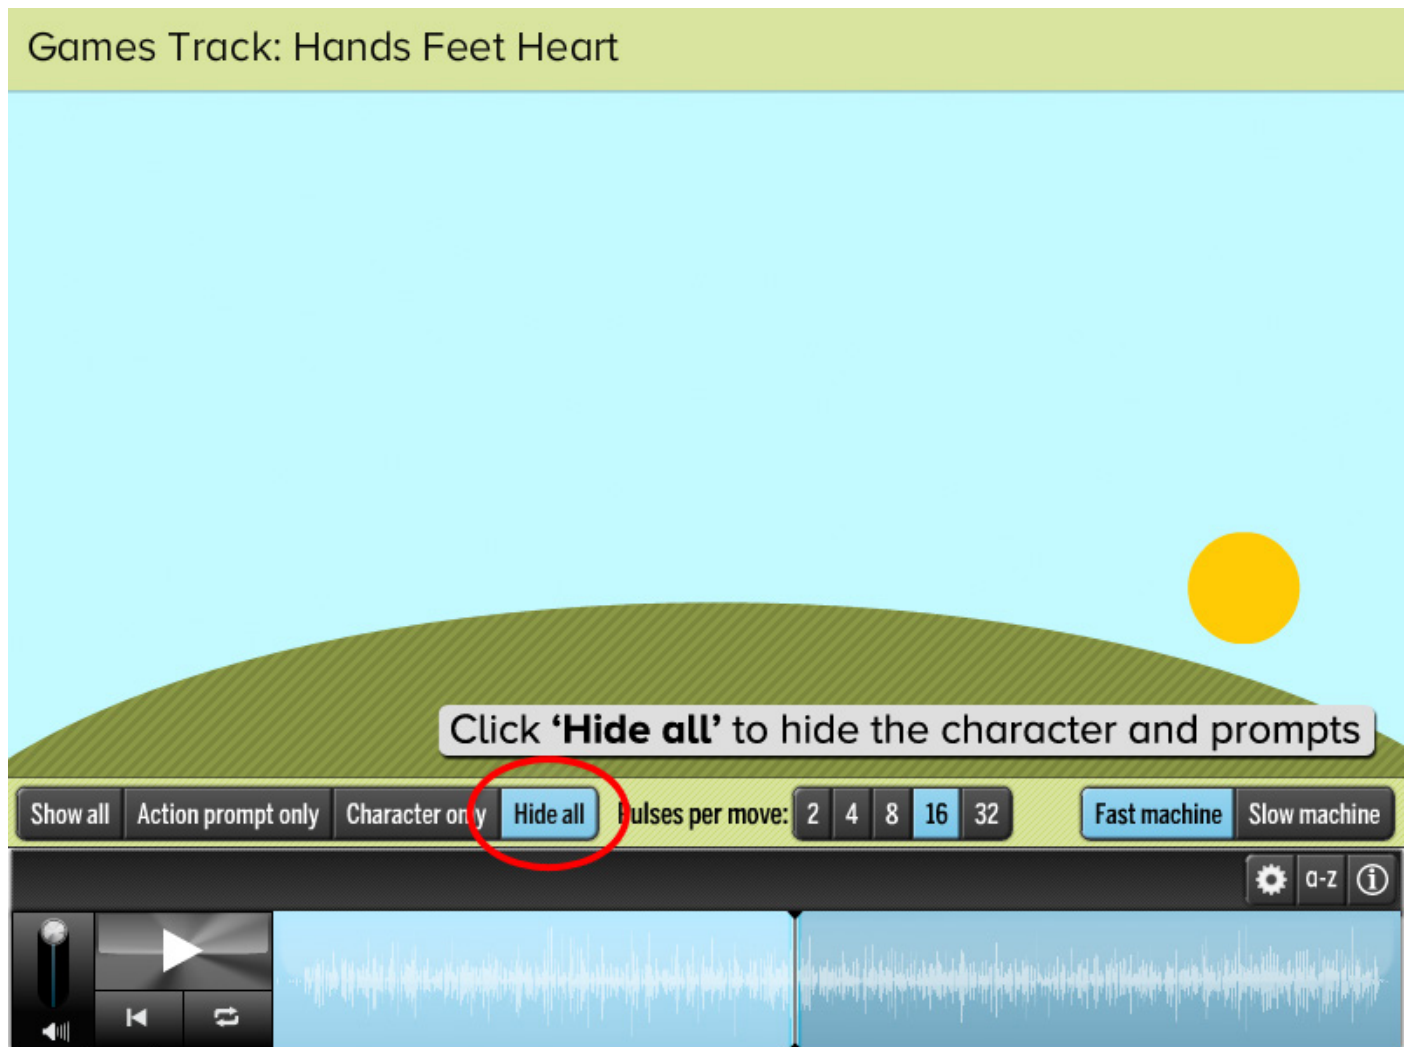 Games Track: Hands Feet Heart
Click ‘Hide all’ to hide the character and prompts
Show all Action prompt only Character only Hide all Pulses per move: 2 4 8 16 32 Fast machine Slow machine
a-z